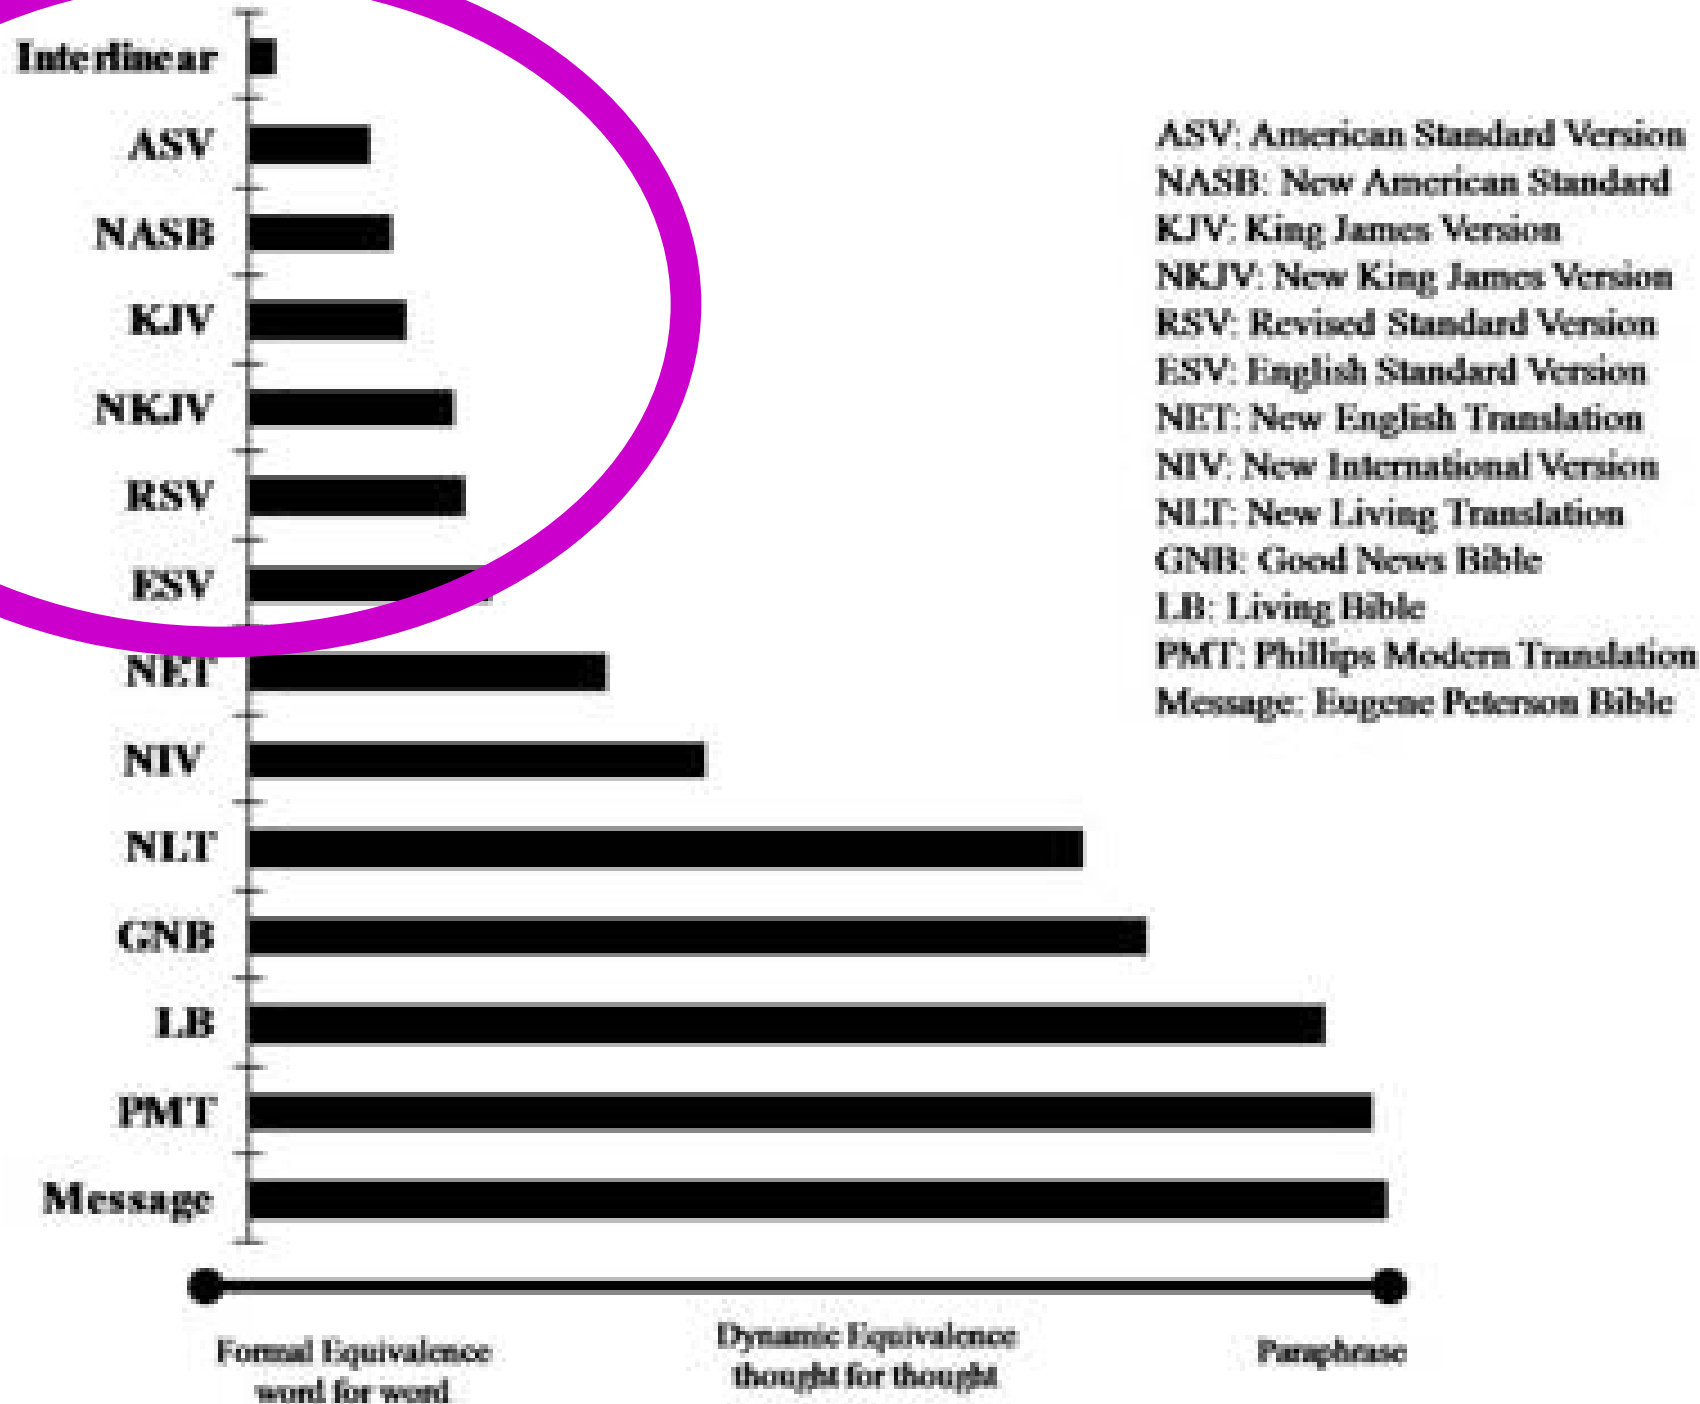 Interlinear
ASV
NASB
KJV
NKJV
RSV
ESV
NET
NIV
NLT
GNB
LB
PMT
Message
ASV: American Standard Version
NASB: New American Standard
KJV: King James Version
NKJV: New King James Version
RSV: Revised Standard Version
ESV: English Standard Version
NET: New English Translation
NIV: New International Version
NLT: New Living Translation
GNB: Good News Bible
LB: Living Bible
PMT: Phillips Modern Translation
Message: Eugene Peterson Bible
Formal Equivalence
word for word
Dynamic Equivalence
thought for thought
Paraphrase